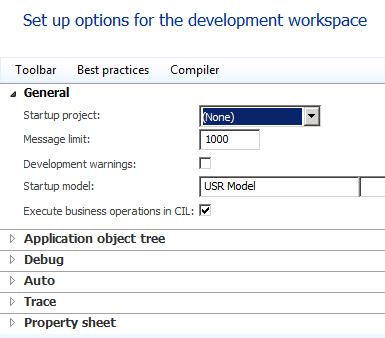 Set up options for the development workspace
Toolbar Best practices Compiler
General
Startup project: (None)
Message limit: 1000
Development warnings:
Startup model: USR Model
Execute business operations in CIL:
Application object tree
Debug
Auto
Trace
Property sheet